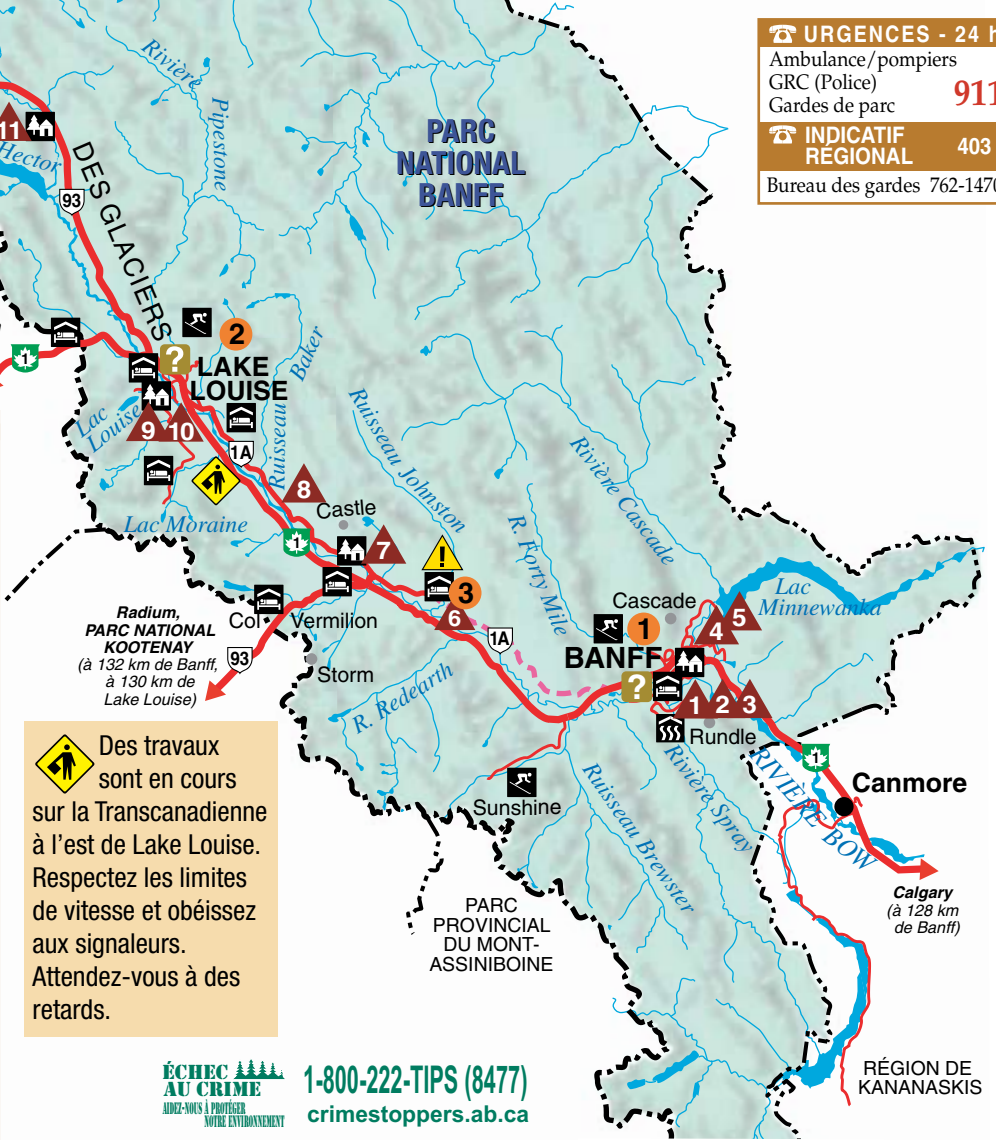 URGENCES - 24 h
Ambulance/pompiers
GRC (Police)
Gardes de parc
911
INDICATIF
RÉGIONAL
403
Bureau des gardes 762-1470
Rivière
Pipestone
PARC
NATIONAL
BANFF
11
Hector
93
DES GLACIERS
2
1
?
LAKE
LOUISE
Baker
Ruisseau
Lac
Louise
9
10
1A
8
Castle
Lac Moraine
1
7
Ruisseau Johnston
!
3
6
R. Forty Mile
Rivière Cascade
Cascade
Lac
Minnewanka
5
4
1
BANFF
?
1A
1
2
3
Rundle
Col
Vermilion
Radium,
PARC NATIONAL
KOOTENAY
(à 132 km de Banff,
à 130 km de
Lake Louise)
93
Storm
R. Redearth
Sunshine
Ruisseau Brewster
Rivière Spray
RIVIÈRE BOW
1
Canmore
Calgary
(à 128 km
de Banff)
Des travaux
sont en cours
sur la Transcanadienne
à l'est de Lake Louise.
Respectez les limites
de vitesse et obéissez
aux signaleurs.
Attendez-vous à des
retards.
PARC
PROVINCIAL
DU MONT-
ASSINIBOINE
RÉGION DE
KANANASKIS
ÉCHEC
AU CRIME
AIDEZ-NOUS À PROTÉGER
NOTRE ENVIRONNEMENT
1-800-222-TIPS (8477)
crimestoppers.ab.ca